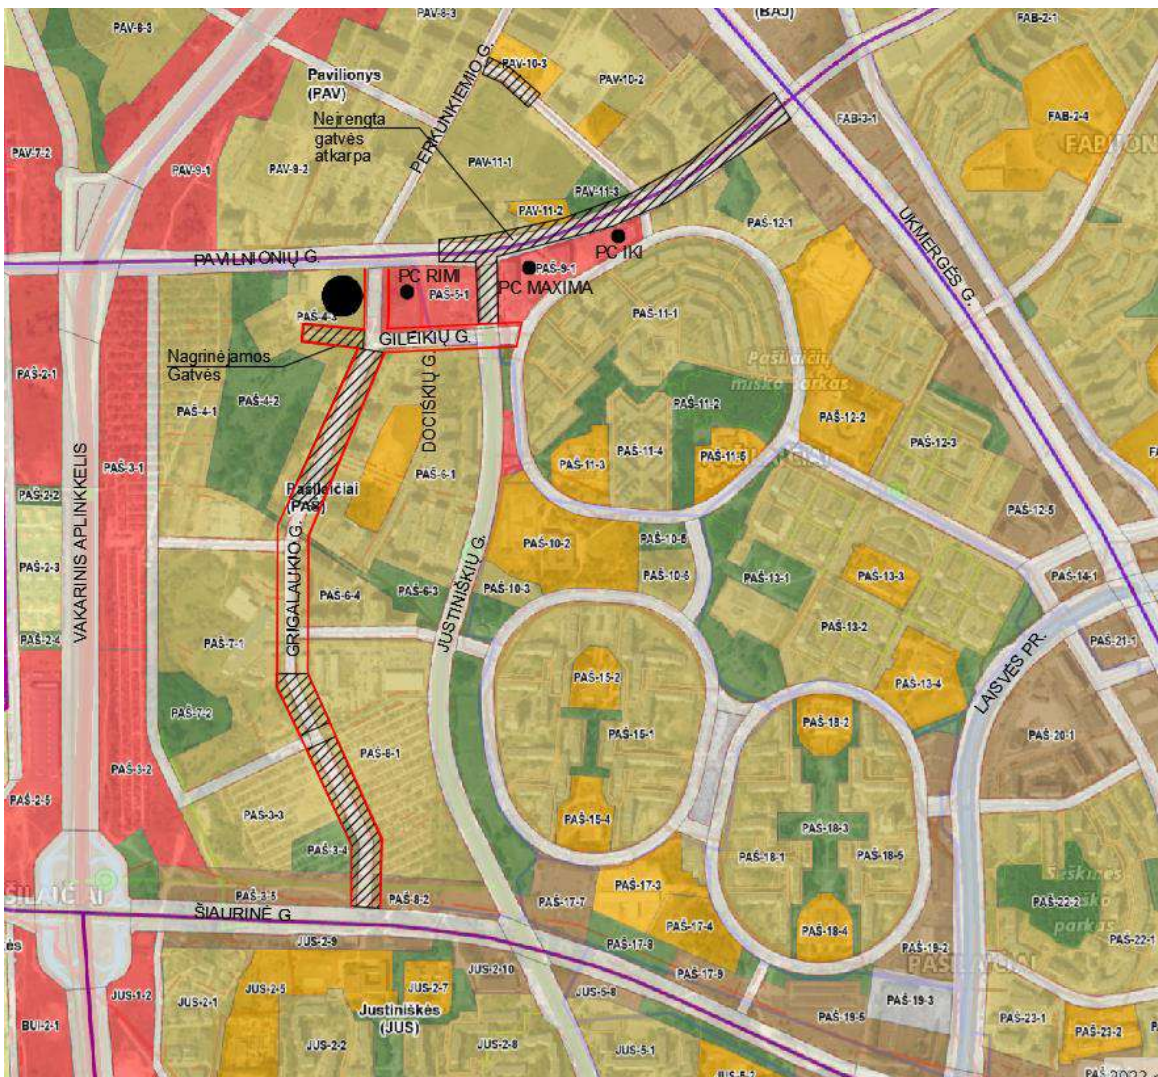 PAV-8-3
PAV-8-3
(BAJ)
FAB-2-1
Pavilionys
(PAV)
PAV-10-3
PAV-10-2
PERKŪNKIEMIO G.
Neįrengta
gatvės
atkarpa
FAB-3-1
FAB-2-4
PAV-7-2
PAV-9-1
PAV-9-2
PAV-11-1
PAV-11-3
PAV-11-2
PAŠ-12-1
UKMERGĖS G.
PAVILNIONIŲ G.
PC IKI
PAŠ-9-1
PC RIMI
PC MAXIMA
PAŠ-5-1
PAŠ-4-3
PAŠ-11-1
GILEIKIŲ G.
Nagrinėjamos
Gatvės
DOCIŠKIŲ G.
Pašilaičių
miško parkas
PAŠ-2-1
PAŠ-4-2
PAŠ-4-1
PAŠ-11-2
PAŠ-12-2
PAŠ-12-3
PAŠ-3-1
PAŠ-6-1
PAŠ-11-4
PAŠ-11-3
PAŠ-11-5
VAKARINIS APLINKKELIS
PAŠ-2-2
Pašilaičiai
(PAŠ)
PAŠ-12-5
GRIGALAUKIO G.
JUSTINIŠKIŲ G.
PAŠ-10-2
PAŠ-10-5
PAŠ-2-3
PAŠ-10-6
PAŠ-13-1
PAŠ-13-3
PAŠ-14-1
PAŠ-6-4
PAŠ-6-3
PAŠ-10-3
PAŠ-13-2
PAŠ-2-4
PAŠ-7-1
PAŠ-21-1
LAISVĖS PR.
PAŠ-15-2
PAŠ-13-4
PAŠ-7-2
PAŠ-18-2
PAŠ-15-1
PAŠ-20-1
PAŠ-8-1
PAŠ-3-2
PAŠ-2-5
PAŠ-3-3
PAŠ-15-4
PAŠ-18-3
PAŠ-3-4
PAŠ-18-1
PAŠ-18-5
PAŠ-17-3
PAŠ-3-5
PAŠ-8-2
PAŠ-17-7
PAŠ-22-2
ŠIAURINĖ G
PAŠ-17-4
PAŠ-18-4
PAŠ-22-1
JUS-2-9
PAŠ-17-8
PAŠ-19-2
JUS-2-10
PAŠ-17-9
JUS-1-2
JUS-2-1
JUS-2-5
JUS-2-7
JUS-5-8
PAŠ-19-3
Justiniškės
(JUS)
PAŠ-19-5
PAŠ-23-1
BUI-2-1
PAŠ-23-2
JUS-2-2
JUS-2-8
JUS-5-1